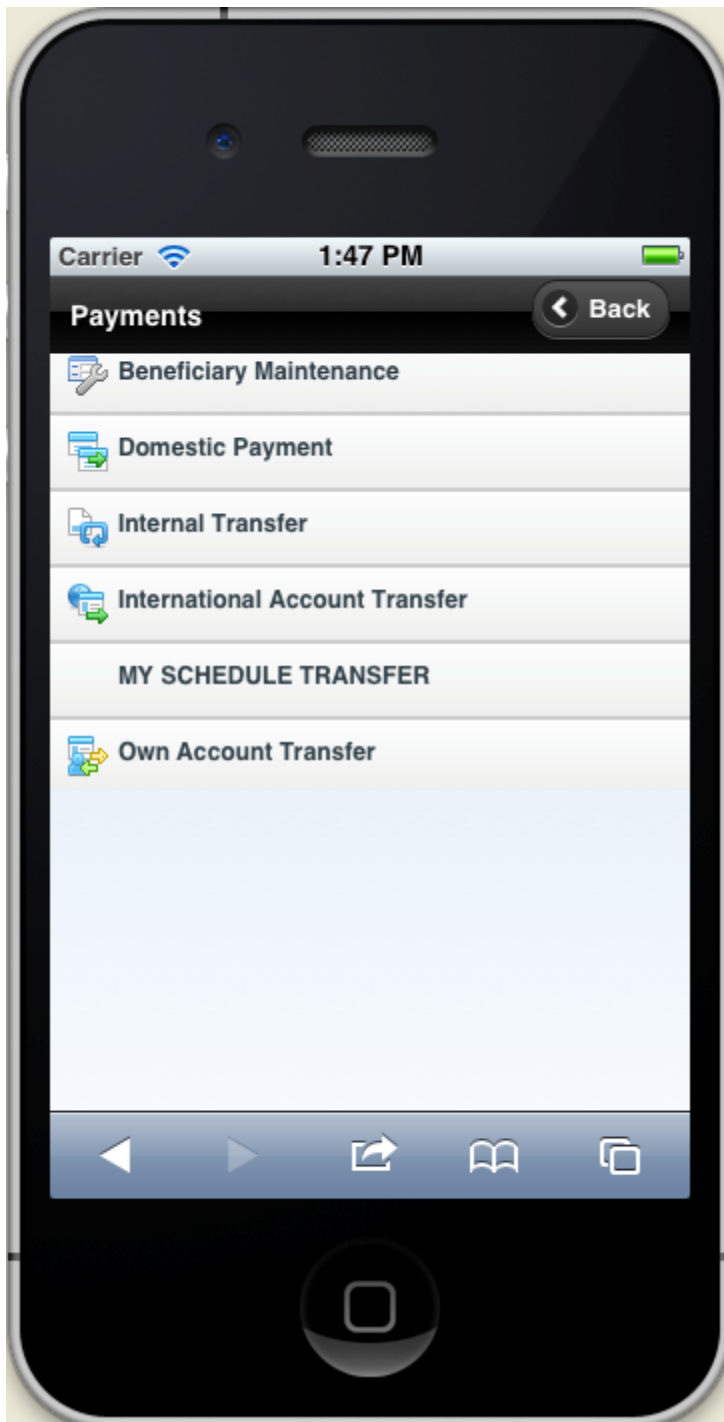 Carrier 1:47 PM
Payments Back
Beneficiary Maintenance
Domestic Payment
Internal Transfer
International Account Transfer
MY SCHEDULE TRANSFER
Own Account Transfer